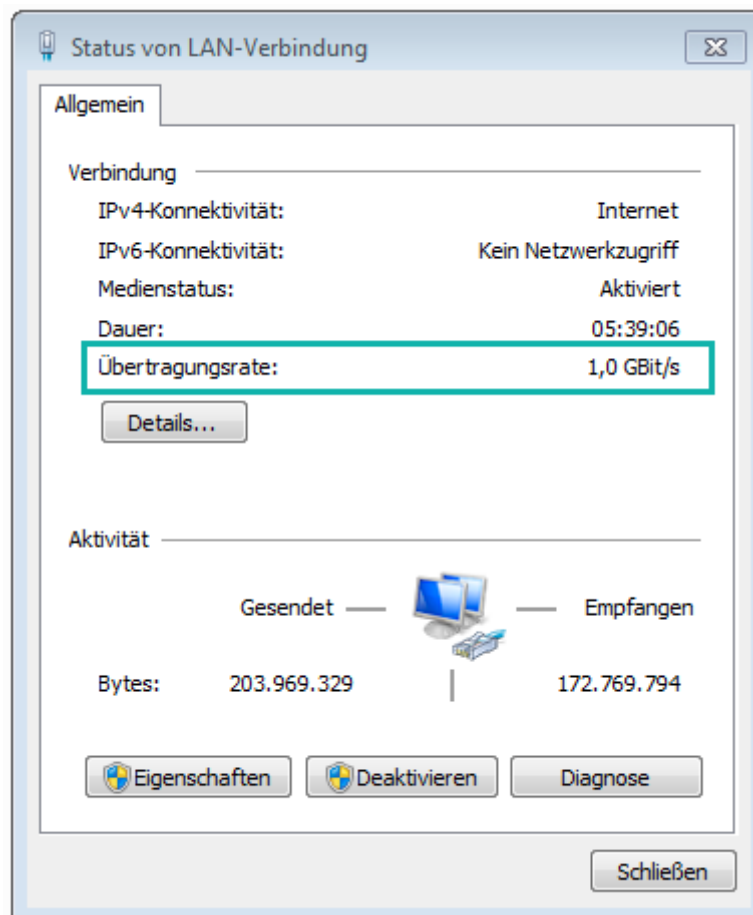 Status von LAN-Verbindung
Allgemein
Verbindung
IPv4-Konnektivität: Internet
IPv6-Konnektivität: Kein Netzwerkzugriff
Medienstatus: Aktiviert
Dauer: 05:39:06
Übertragungsrate: 1,0 GBit/s
Details...
Aktivität
Gesendet Empfangen
Bytes: 203.969.329 172.769.794
Eigenschaften Deaktivieren Diagnose
Schließen